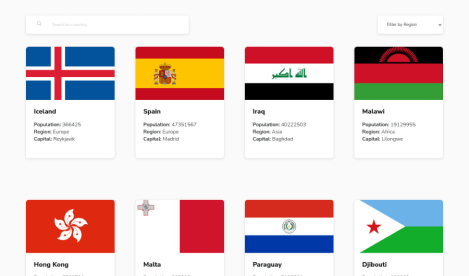 Search for a country...
Filter by Region
Iceland
Population: 366425
Region: Europe
Capital: Reykjavik
Spain
Population: 47351567
Region: Europe
Capital: Madrid
Iraq
Population: 40222503
Region: Asia
Capital: Baghdad
Malawi
Population: 19129955
Region: Africa
Capital: Lilongwe
Hong Kong
Malta
Paraguay
Djibouti